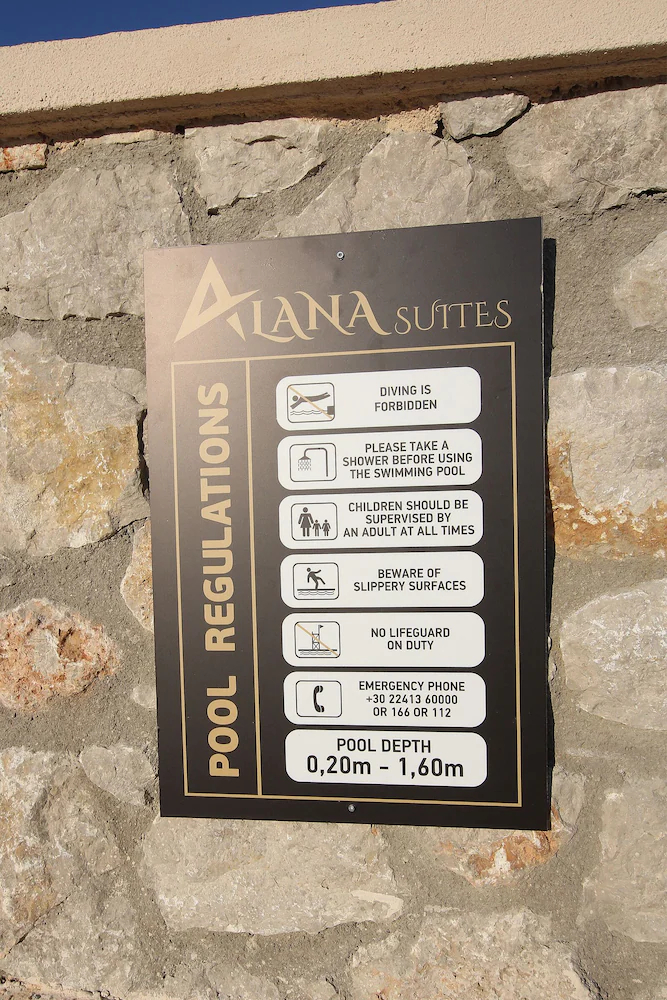 ALANA SUITES
POOL REGULATIONS
DIVING IS
FORBIDDEN
PLEASE TAKE A
SHOWER BEFORE USING
THE SWIMMING POOL
CHILDREN SHOULD BE
SUPERVISED BY
AN ADULT AT ALL TIMES
BEWARE OF
SLIPPERY SURFACES
NO LIFEGUARD
ON DUTY
EMERGENCY PHONE
+30 22413 60000
OR 166 OR 112
POOL DEPTH
0,20m - 1,60m